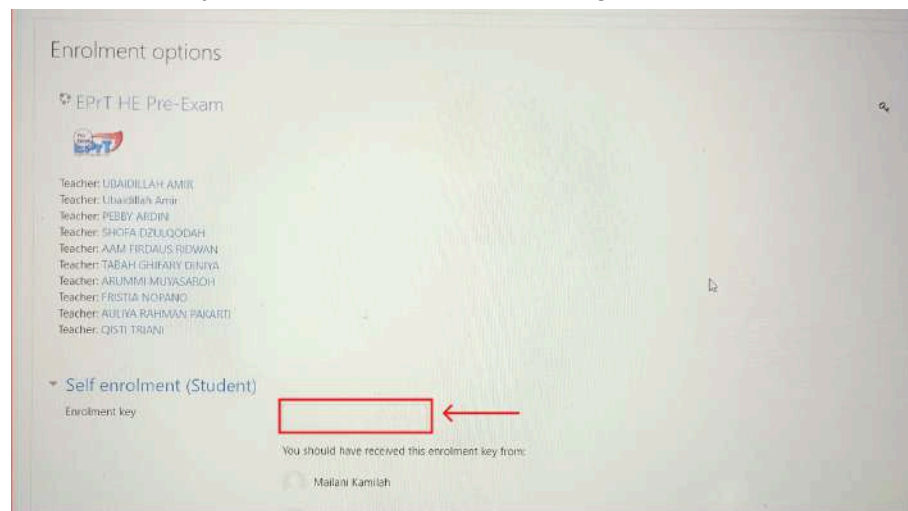 Enrolment options
EPrT HE Pre-Exam
EPrT
Teacher: UBAIDILLAH AMIR
Teacher: Ubaidillah Amir
Teacher: PEBBY ARDIN
Teacher: SHOFA DZULQODAH
Teacher: AAM FIRDAUS RIDWAN
Teacher: TABAH GHIFARY DINIYA
Teacher: ARUMMI MUYASAROH
Teacher: FRISTIA NOPANO
Teacher: AULIYA RAHMAN PAKARTI
Teacher: QISTI TRIANI
Self enrolment (Student)
Enrolment key
You should have received this enrolment key from:
Mailani Kamilah